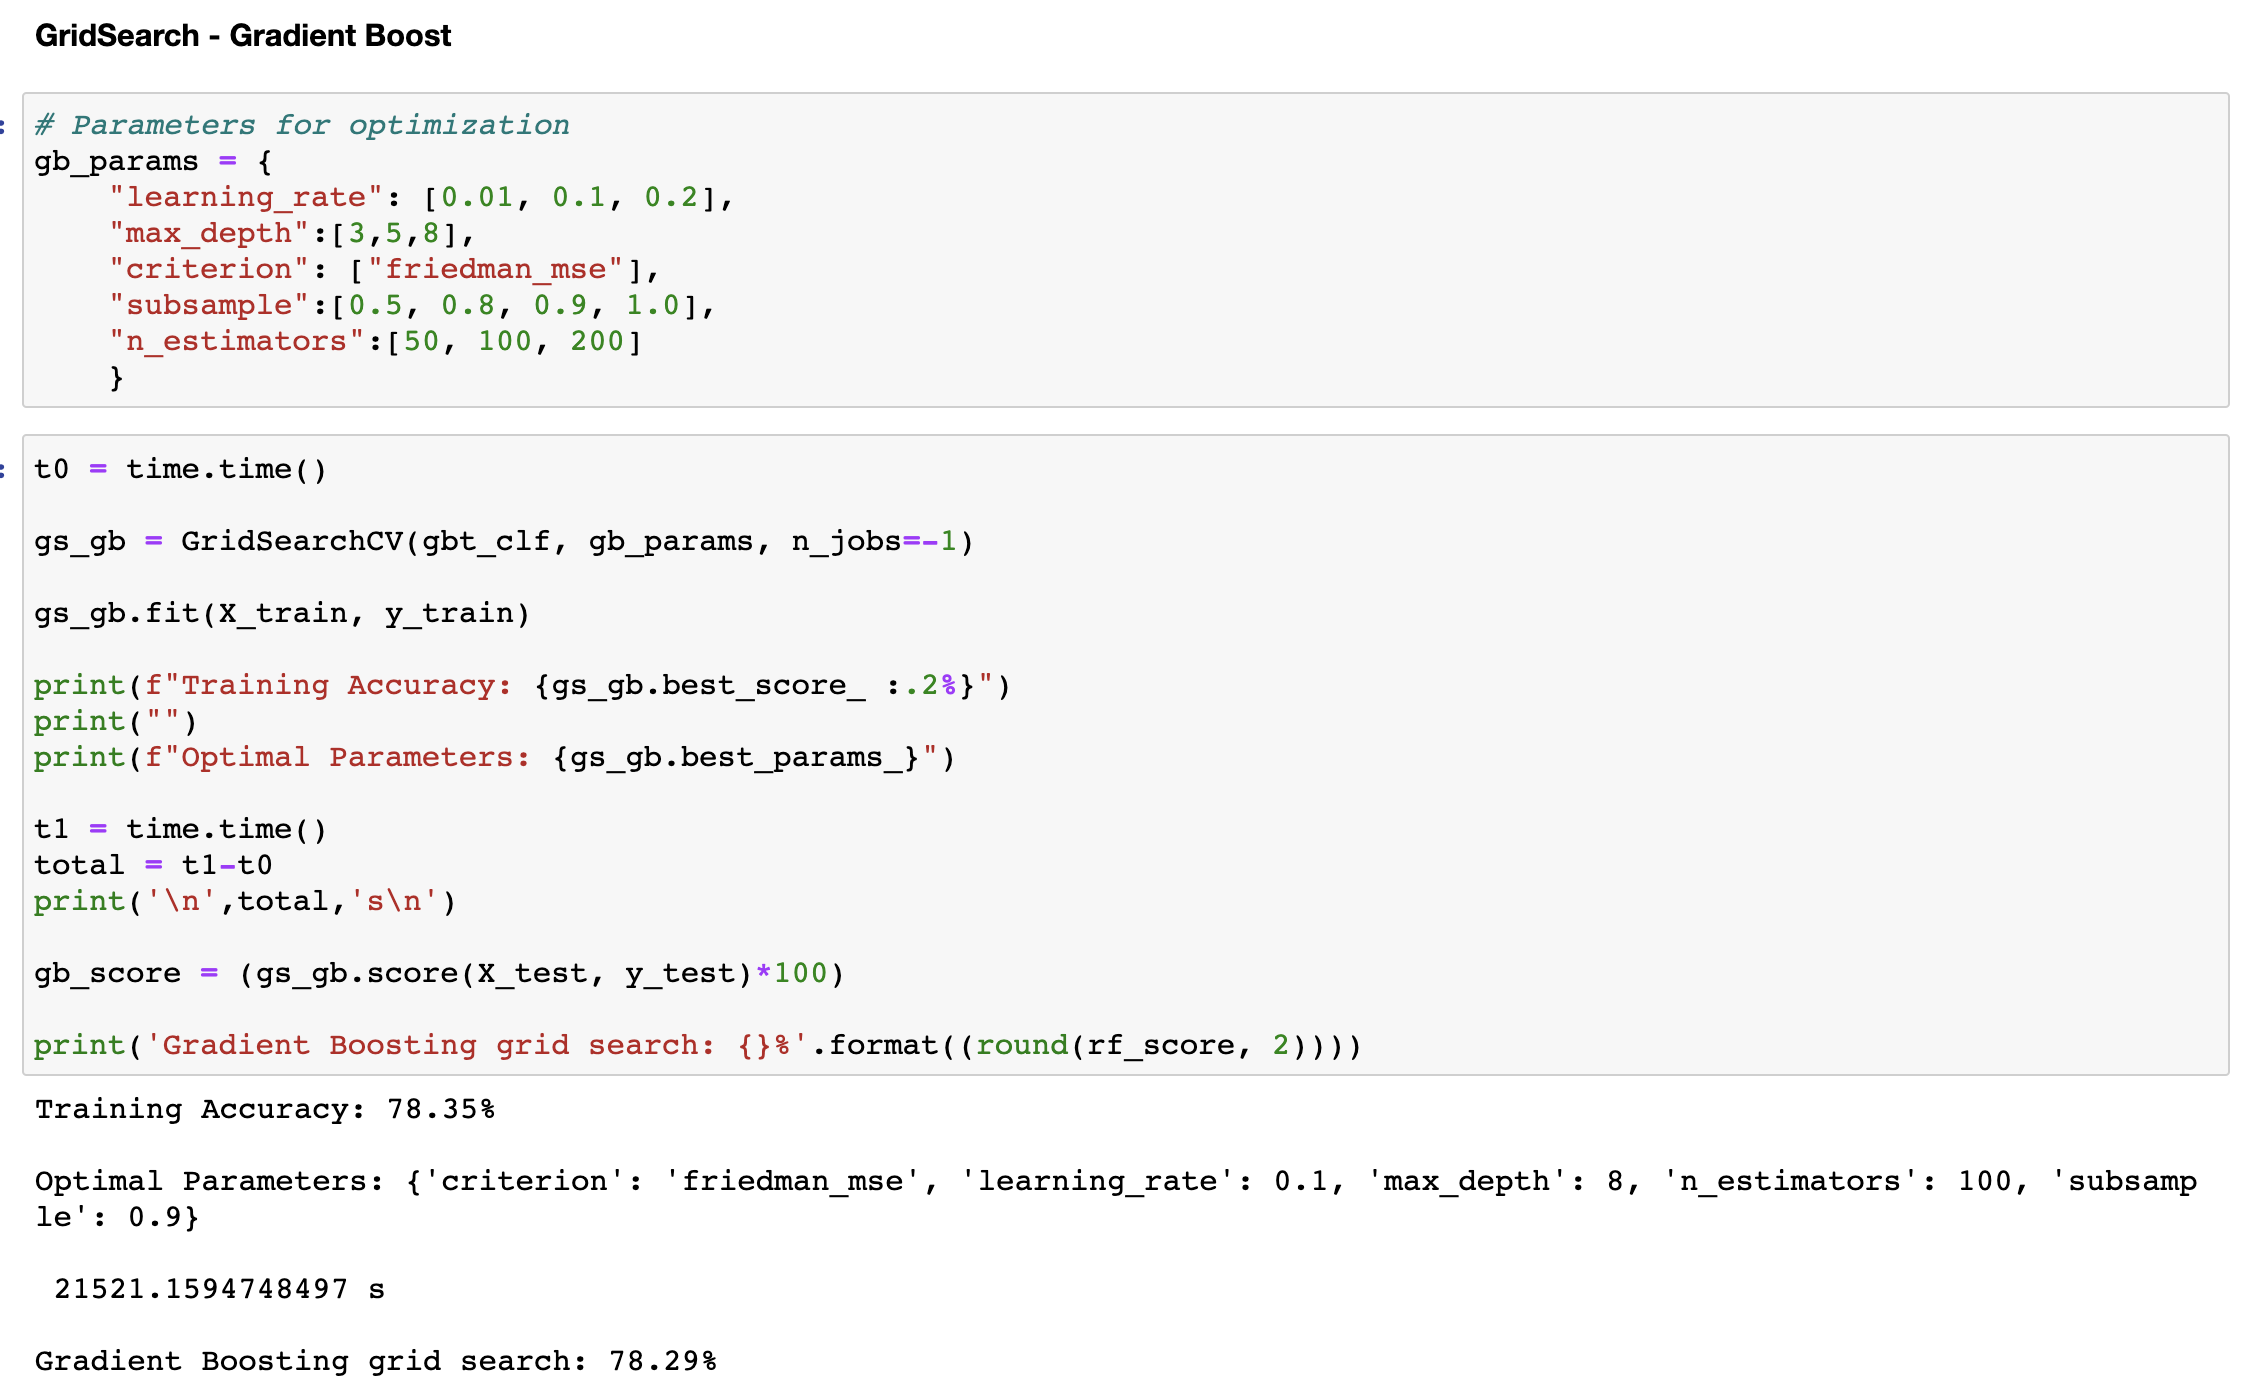 GridSearch - Gradient Boost
: # Parameters for optimization
gb_params = {
    "learning_rate": [0.01, 0.1, 0.2],
    "max_depth":[3,5,8],
    "criterion": ["friedman_mse"],
    "subsample":[0.5, 0.8, 0.9, 1.0],
    "n_estimators":[50, 100, 200]
    }
: t0 = time.time()
gs_gb = GridSearchCV(gbt_clf, gb_params, n_jobs=-1)
gs_gb.fit(X_train, y_train)
print(f"Training Accuracy: {gs_gb.best_score_ :.2%}")
print("")
print(f"Optimal Parameters: {gs_gb.best_params_}")
t1 = time.time()
total = t1-t0
print('\n',total,'s\n')
gb_score = (gs_gb.score(X_test, y_test)*100)
print('Gradient Boosting grid search: {}%'.format((round(rf_score, 2))))
Training Accuracy: 78.35%
Optimal Parameters: {'criterion': 'friedman_mse', 'learning_rate': 0.1, 'max_depth': 8, 'n_estimators': 100, 'subsamp
le': 0.9}
 21521.1594748497 s
Gradient Boosting grid search: 78.29%